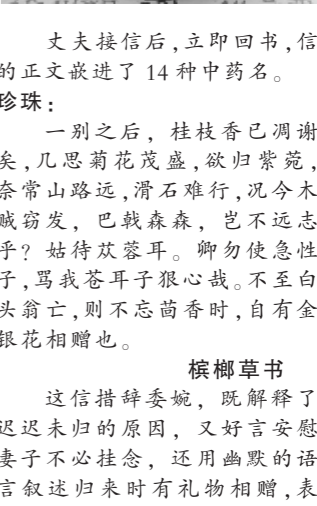 丈夫接信后,立即回书,信
的正文嵌进了14种中药名。
珍珠：
一别之后，桂枝香已凋谢
矣,几思菊花茂盛,欲归紫菀,
奈常山路远,滑石难行,况今木
贼窃发，巴戟森森，岂不远志
乎？姑待苁蓉耳。卿勿使急性
子,骂我苍耳子狠心哉。不至白
头翁亡,则不忘茴香时,自有金
银花相赠也。
槟榔草书
这信措辞委婉，既解释了
迟迟未归的原因，又好言安慰
妻子不必挂念，还用幽默的语
言叙述归来时有礼物相赠,表